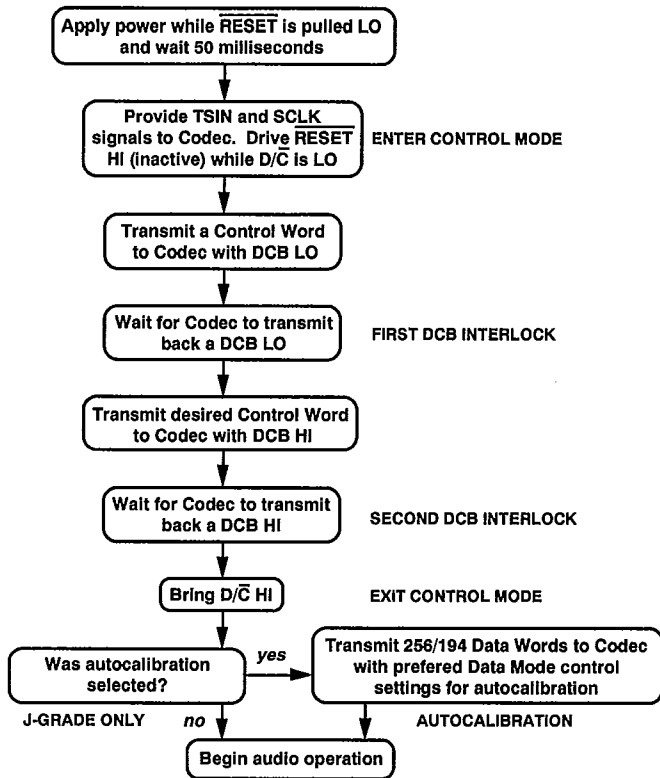 Apply power while RESET is pulled LO
and wait 50 milliseconds
Provide TSIN and SCLK
signals to Codec. Drive RESET
HI (inactive) while D/C is LO
ENTER CONTROL MODE
Transmit a Control Word
to Codec with DCB LO
Wait for Codec to transmit
back a DCB LO
FIRST DCB INTERLOCK
Transmit desired Control Word
to Codec with DCB HI
Wait for Codec to transmit
back a DCB HI
SECOND DCB INTERLOCK
Bring D/C HI
EXIT CONTROL MODE
Was autocalibration
selected?
yes
Transmit 256/194 Data Words to Codec
with prefered Data Mode control
settings for autocalibration
J-GRADE ONLY
no
AUTOCALIBRATION
Begin audio operation